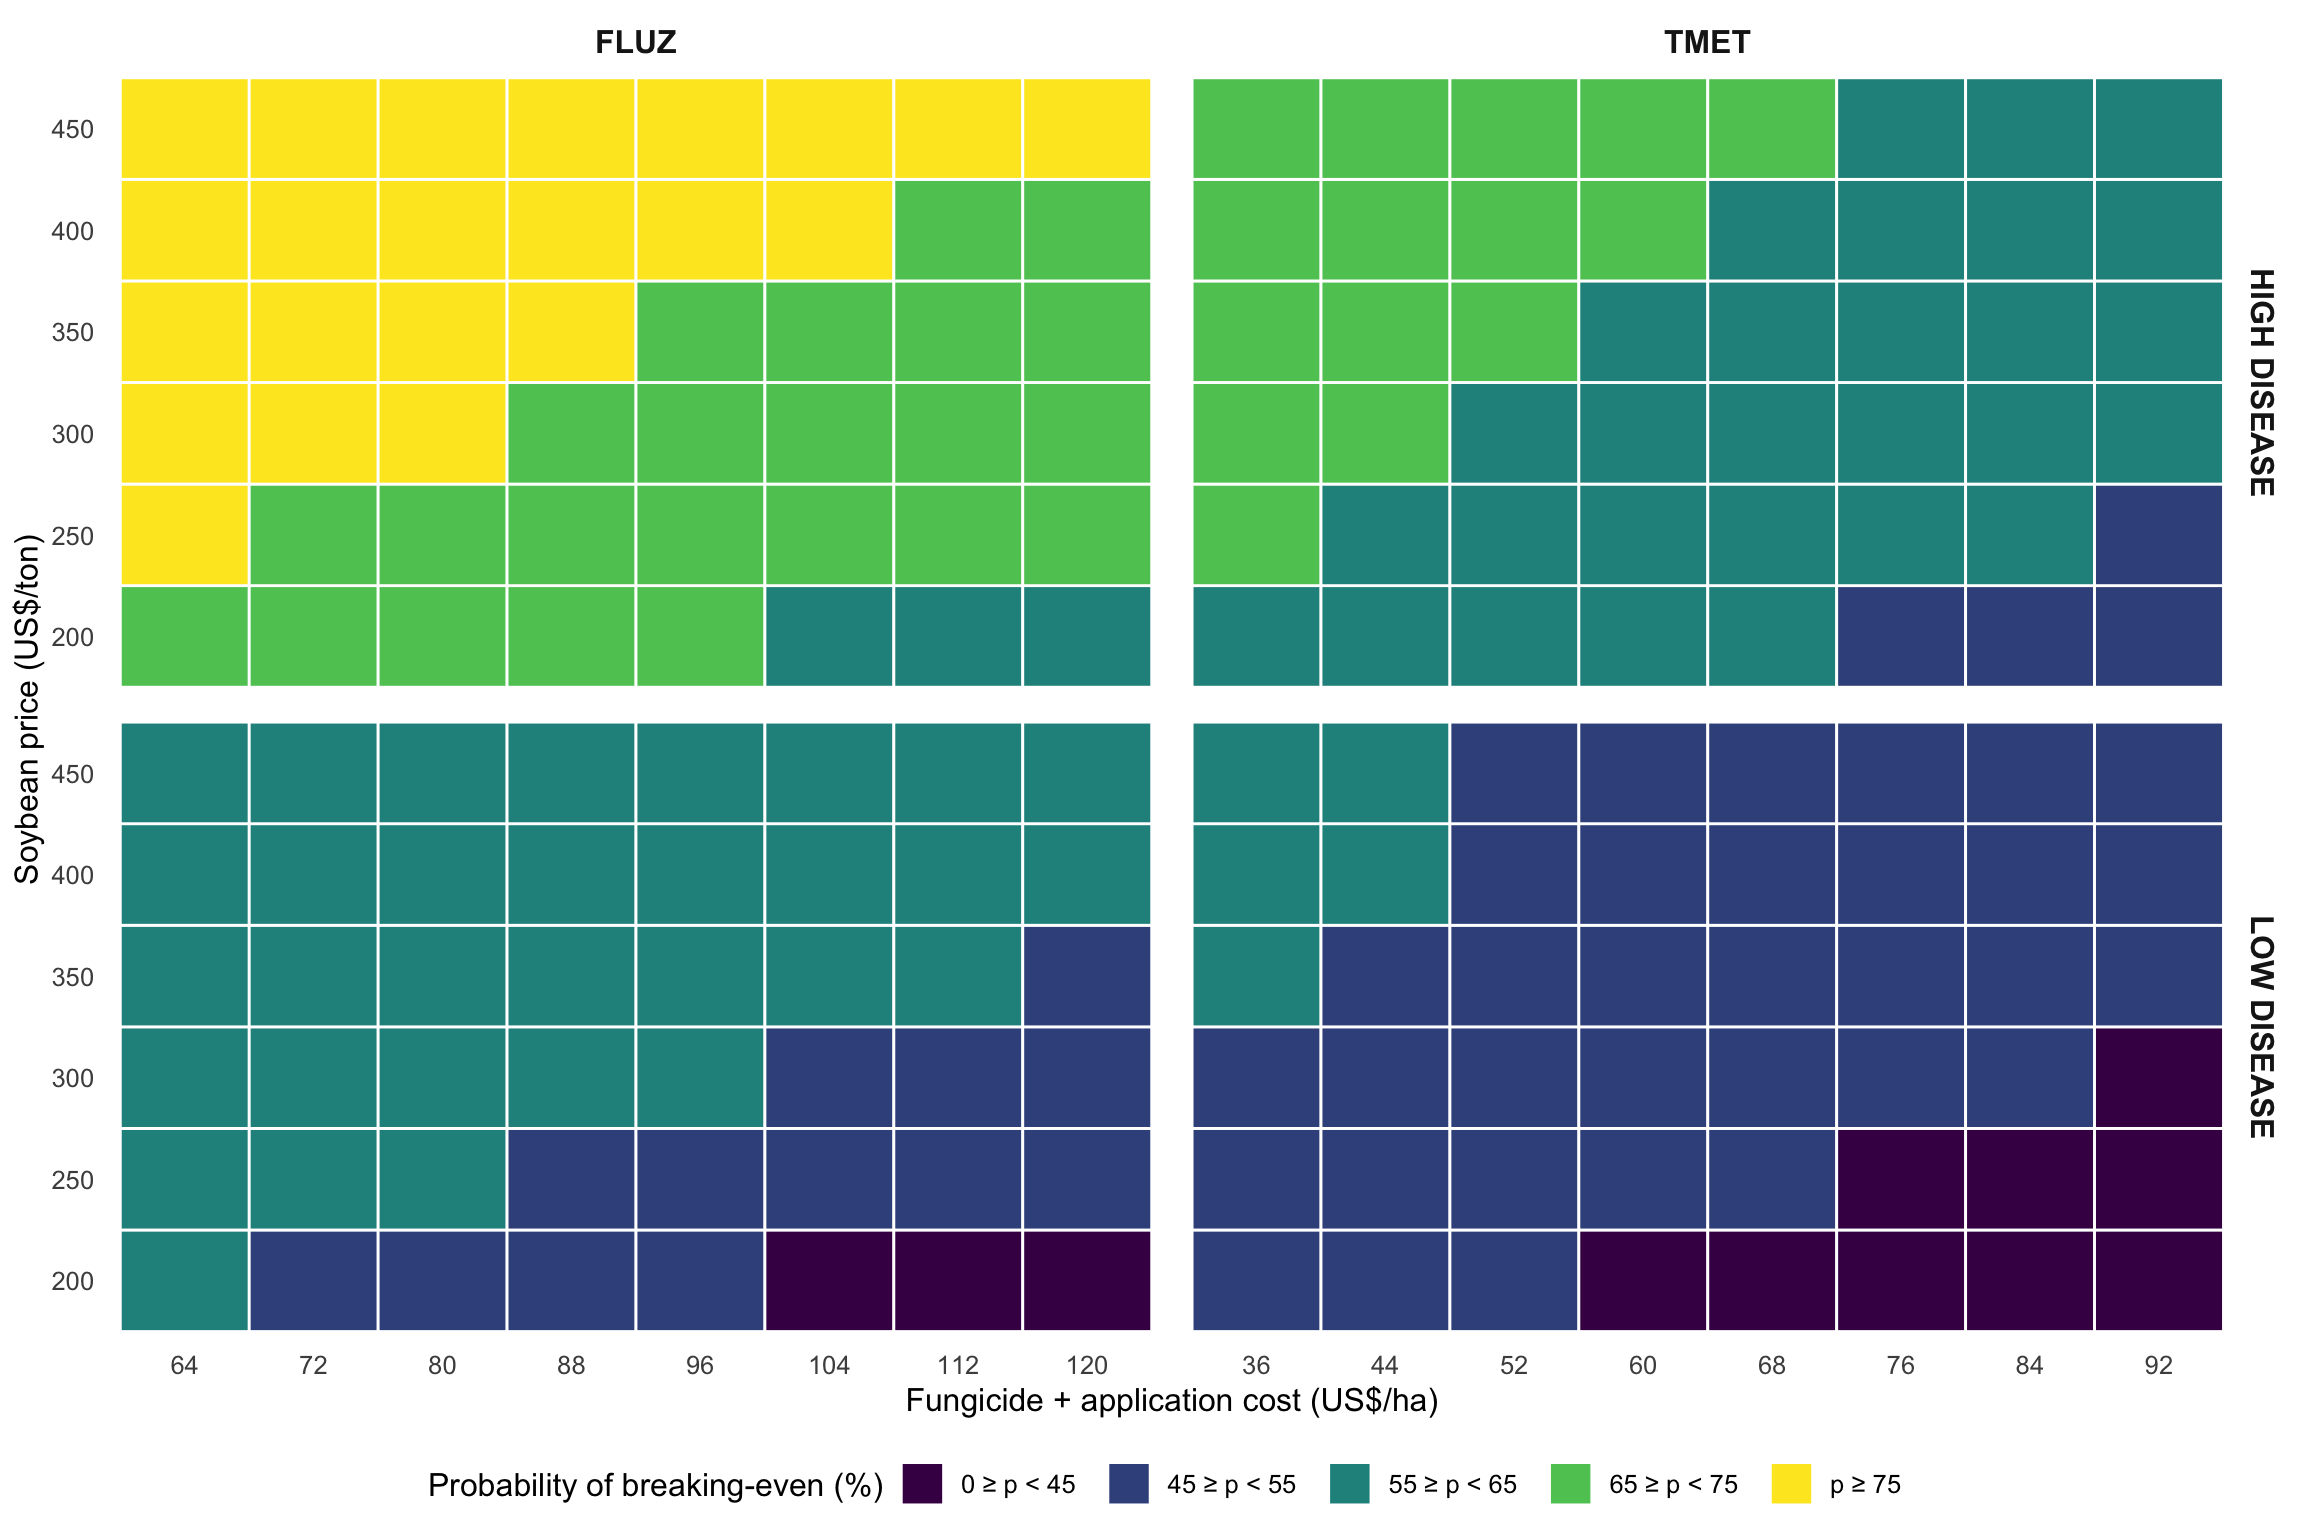 FLUZ
TMET
450
400
350
300
250
200
HIGH DISEASE
Soybean price (US$/ton)
450
400
350
300
250
200
LOW DISEASE
64 72 80 88 96 104 112 120
36 44 52 60 68 76 84 92
Fungicide + application cost (US$/ha)
Probability of breaking-even (%) 0 ≥ p < 45 45 ≥ p < 55 55 ≥ p < 65 65 ≥ p < 75 p ≥ 75